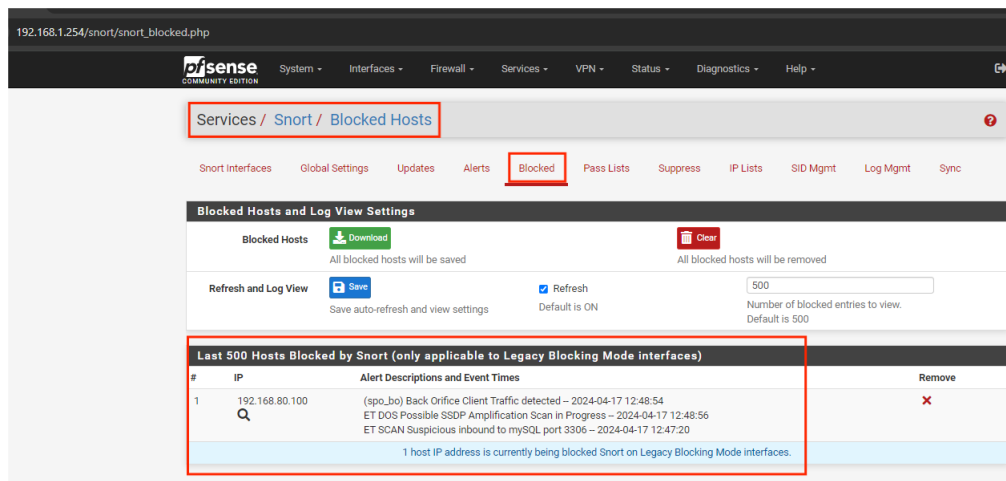 192.168.1.254/snort/snort_blocked.php
pfsense
COMMUNITY EDITION
System
Interfaces
Firewall
Services
VPN
Status
Diagnostics
Help
Services / Snort / Blocked Hosts
Snort Interfaces
Global Settings
Updates
Alerts
Blocked
Pass Lists
Suppress
IP Lists
SID Mgmt
Log Mgmt
Sync
Blocked Hosts and Log View Settings
Blocked Hosts
Download
All blocked hosts will be saved
Clear
All blocked hosts will be removed
Refresh and Log View
Save
Save auto-refresh and view settings
Refresh
Default is ON
500
Number of blocked entries to view.
Default is 500
Last 500 Hosts Blocked by Snort (only applicable to Legacy Blocking Mode interfaces)
# IP Alert Descriptions and Event Times Remove
1 192.168.80.100 (spo_bo) Back Orifice Client Traffic detected -- 2024-04-17 12:48:54
ET DOS Possible SSDP Amplification Scan in Progress -- 2024-04-17 12:48:56
ET SCAN Suspicious inbound to mySQL port 3306 -- 2024-04-17 12:47:20
1 host IP address is currently being blocked Snort on Legacy Blocking Mode interfaces.